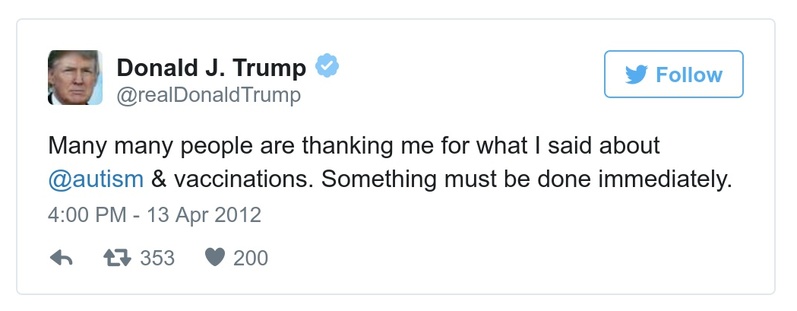 Donald J. Trump
@realDonaldTrump
Follow
Many many people are thanking me for what I said about
@autism & vaccinations. Something must be done immediately.
4:00 PM - 13 Apr 2012
353 200